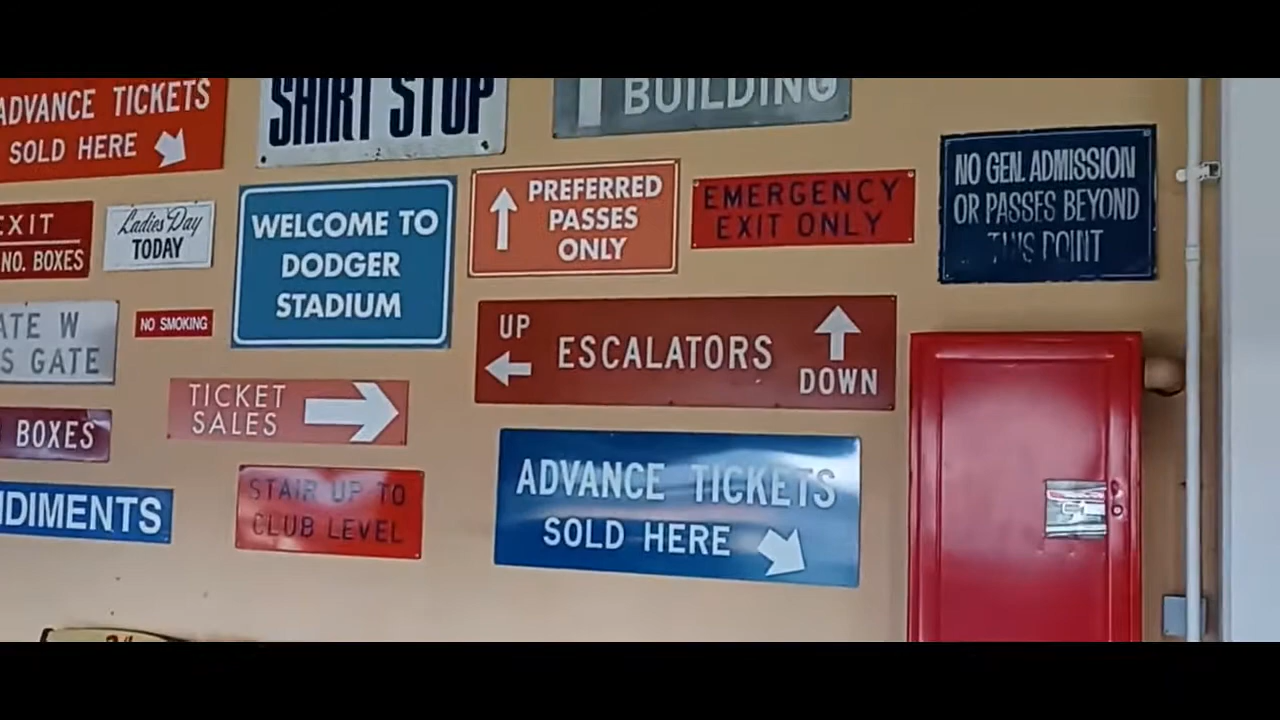 ADVANCE TICKETS
SOLD HERE
SHIRT STOP
BUILDING
NO GEN. ADMISSION
OR PASSES BEYOND
THIS POINT
EXIT
NO. BOXES
Ladies Day
TODAY
WELCOME TO
DODGER
STADIUM
PREFERRED
PASSES
ONLY
EMERGENCY
EXIT ONLY
ATE W
S GATE
NO SMOKING
UP
ESCALATORS
DOWN
TICKET
SALES
BOXES
DIMENTS
STAIR UP TO
CLUB LEVEL
ADVANCE TICKETS
SOLD HERE